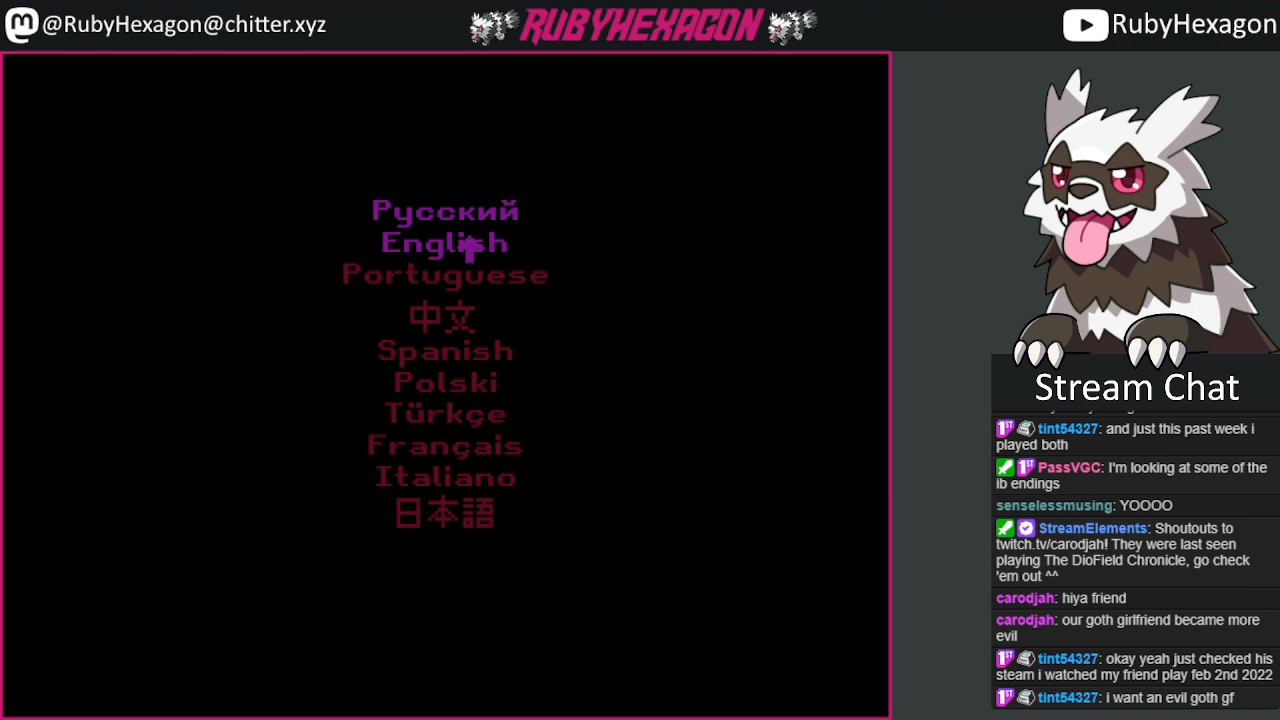 @RubyHexagon@chitter.xyz
RUBYHEXAGON
RubyHexagon
Русский
English
Portuguese
中文
Spanish
Polski
Türkçe
Français
Italiano
日本語
Stream Chat
tint54327: and just this past week i
played both
PassVGC: I'm looking at some of the
ib endings
senselessmusing: YOOOO
StreamElements: Shoutouts to
twitch.tv/carodjah! They were last seen
playing The DioField Chronicle, go check
'em out ^^
carodjah: hiya friend
carodjah: our goth girlfriend became more
evil
tint54327: okay yeah just checked his
steam i watched my friend play feb 2nd 2022
tint54327: i want an evil goth gf